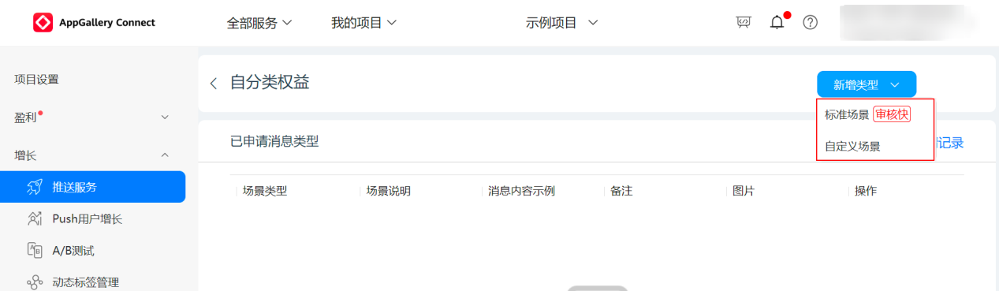 AppGallery Connect 全部服务 我的项目 示例项目
项目设置
自分类权益
新增类型
盈利
标准场景 审核快
已申请消息类型
自定义场景
记录
增长
推送服务
场景类型 场景说明 消息内容示例 备注 图片 操作
Push用户增长
A/B测试
动态标签管理